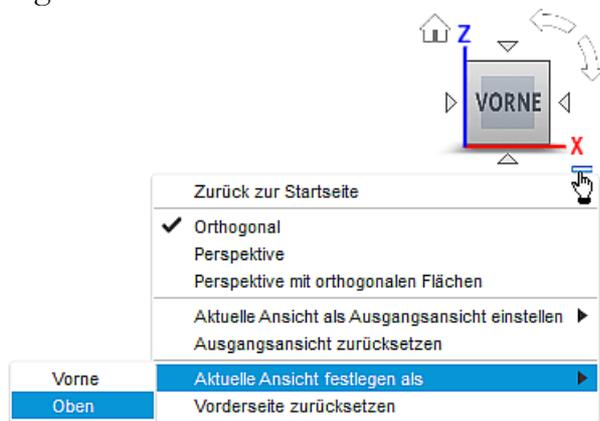 Z
VORNE
X
Zurück zur Startseite
Orthogonal
Perspektive
Perspektive mit orthogonalen Flächen
Aktuelle Ansicht als Ausgangsansicht einstellen
Ausgangsansicht zurücksetzen
Aktuelle Ansicht festlegen als
Vorne
Oben
Vorderseite zurücksetzen